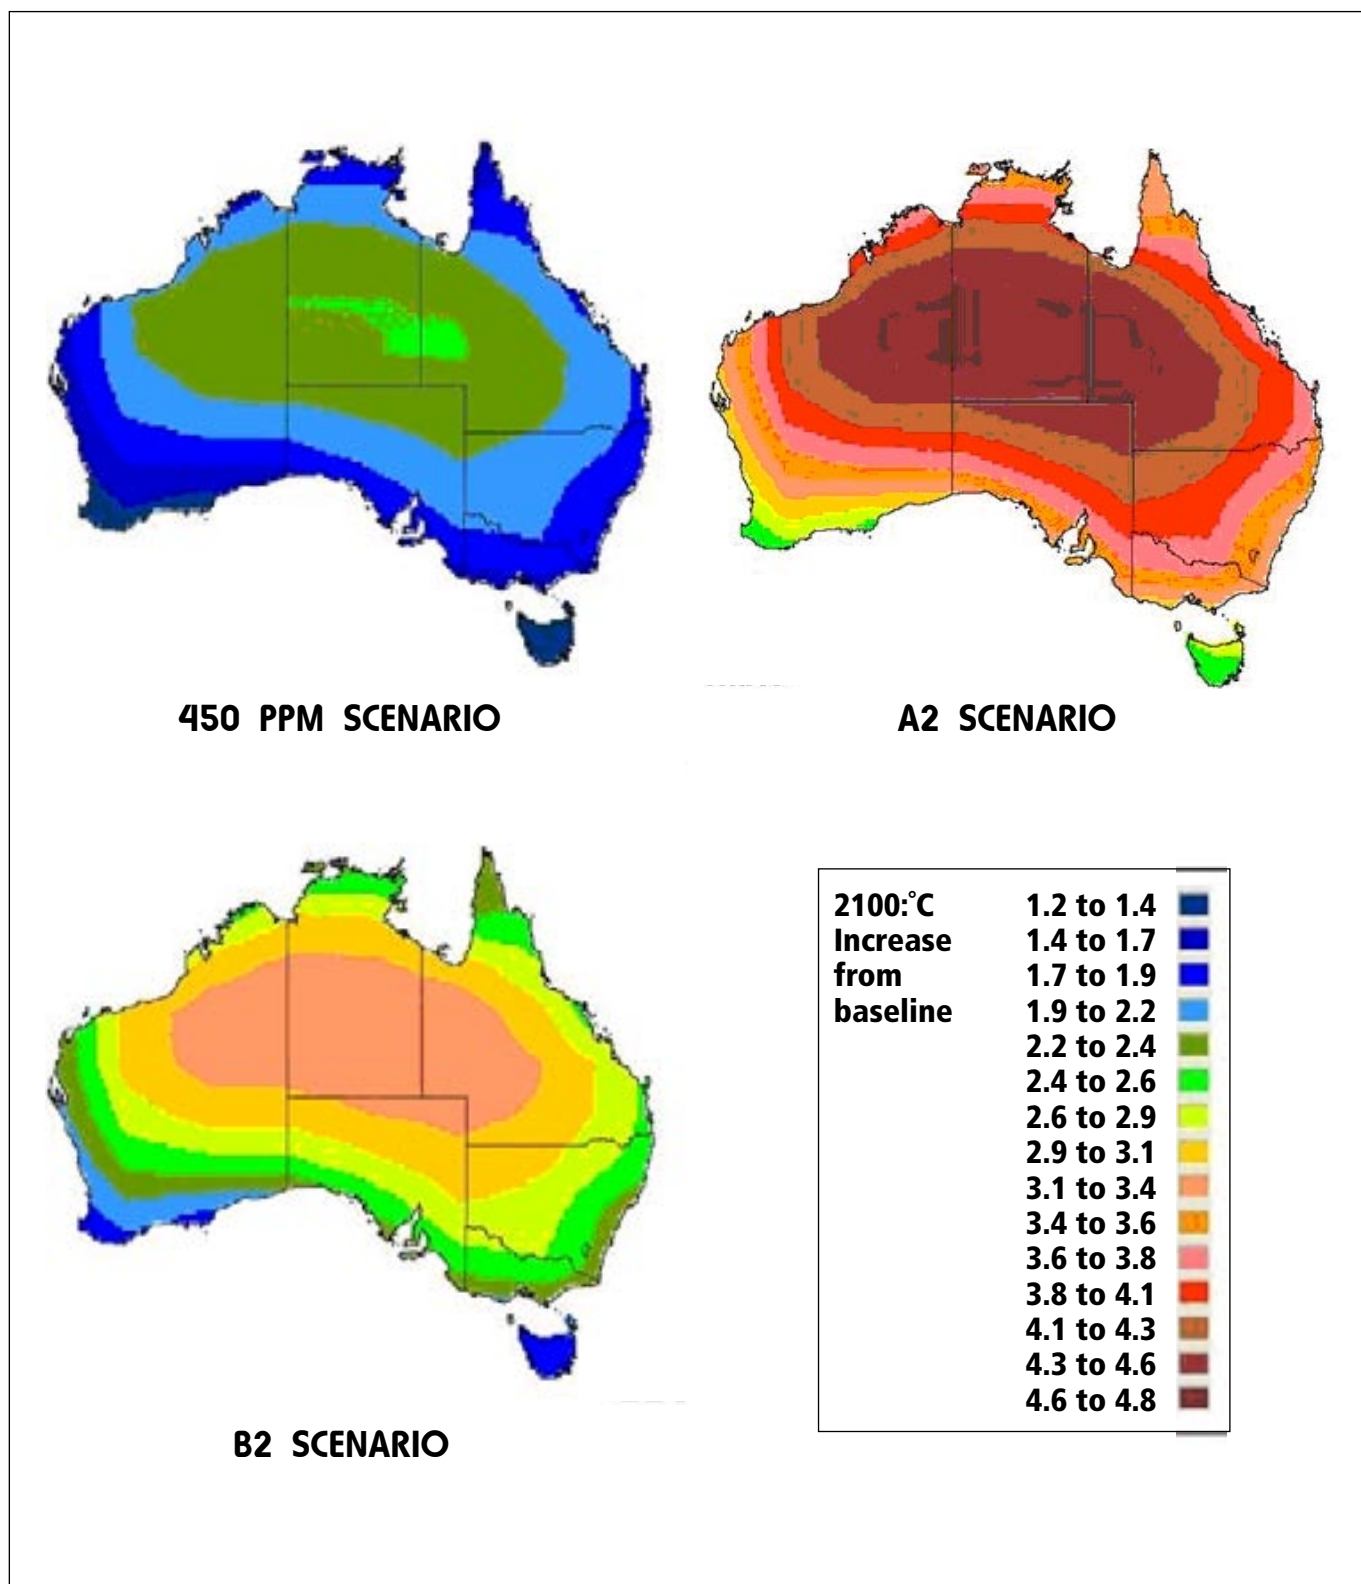 450 PPM SCENARIO
A2 SCENARIO
B2 SCENARIO
2100:°C 1.2 to 1.4
Increase 1.4 to 1.7
from 1.7 to 1.9
baseline 1.9 to 2.2
2.2 to 2.4
2.4 to 2.6
2.6 to 2.9
2.9 to 3.1
3.1 to 3.4
3.4 to 3.6
3.6 to 3.8
3.8 to 4.1
4.1 to 4.3
4.3 to 4.6
4.6 to 4.8